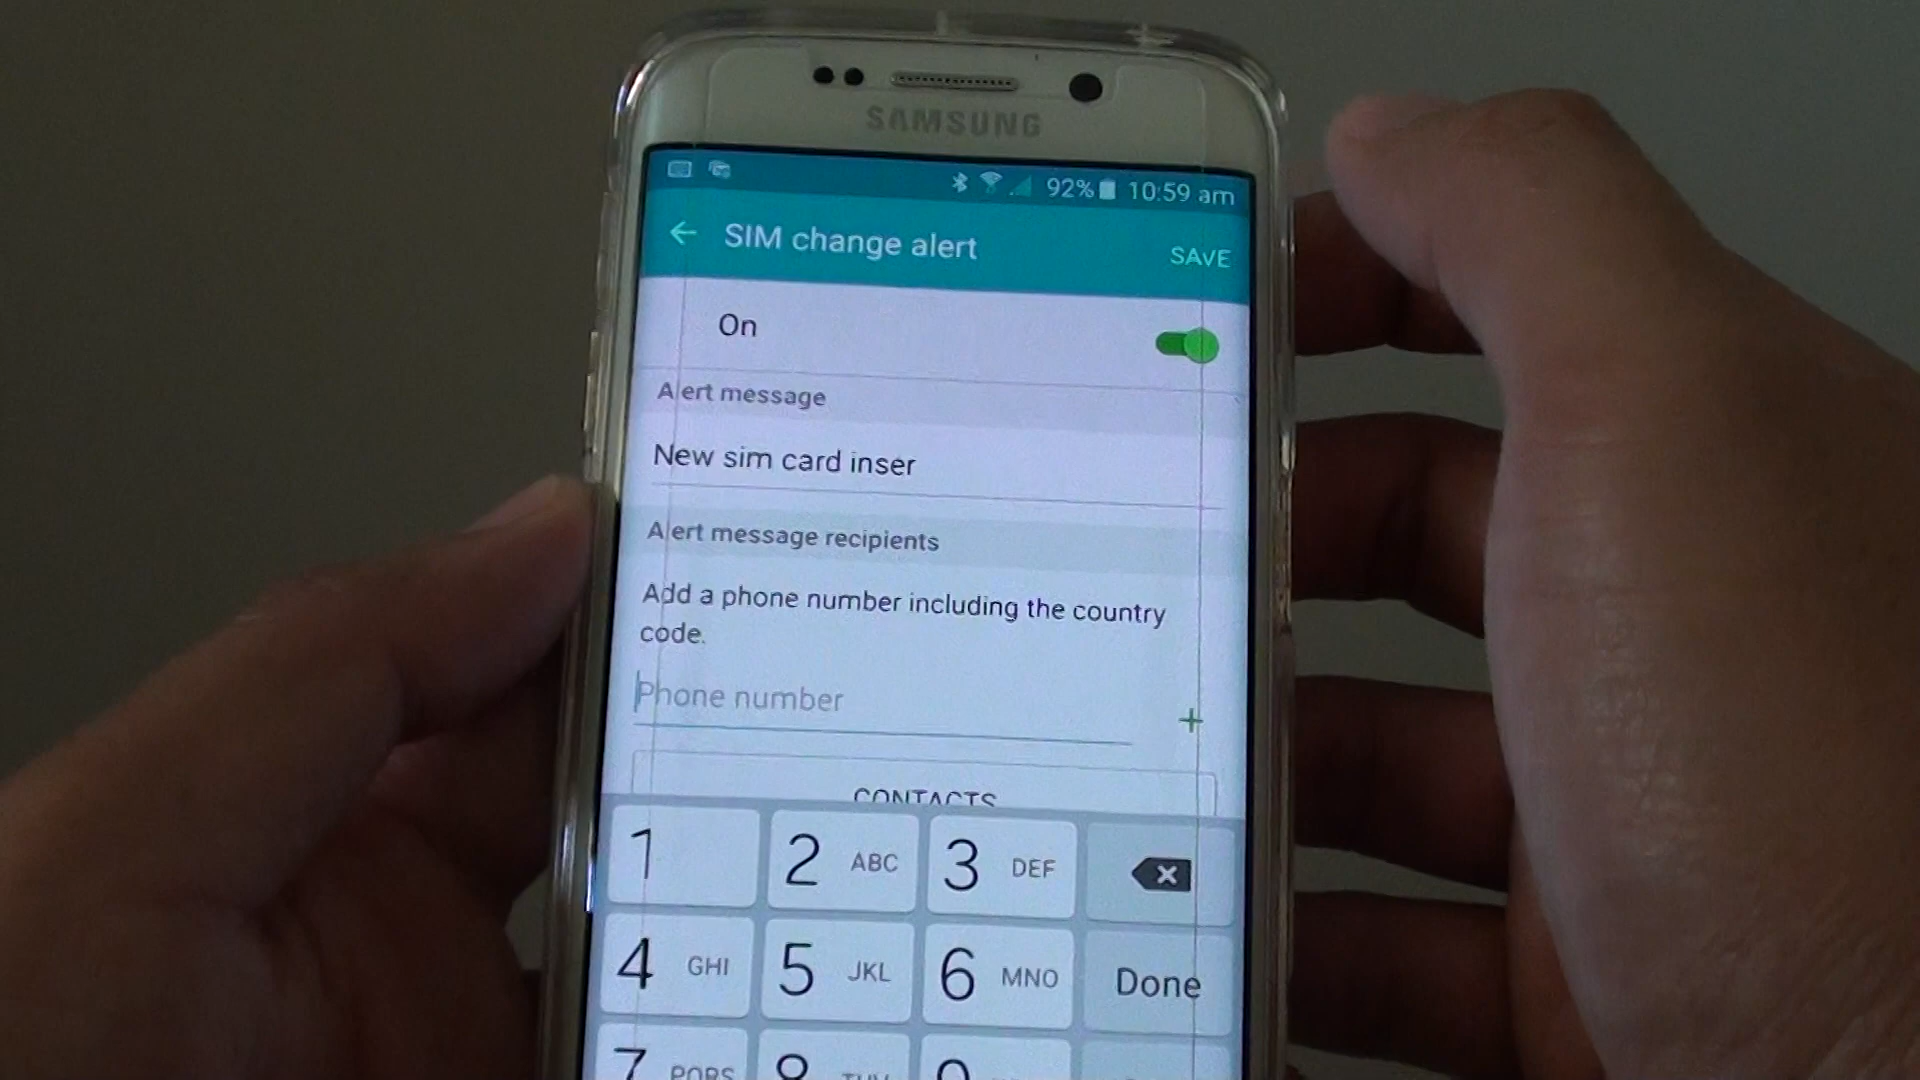 SAMSUNG
92% 10:59 am
SIM change alert
SAVE
On
Alert message
New sim card inser
Alert message recipients
Add a phone number including the country
code.
Phone number
+
CONTACTS
1
2 ABC
3 DEF
4 GHI
5 JKL
6 MNO
Done
7 PQRS
8 TUV
9